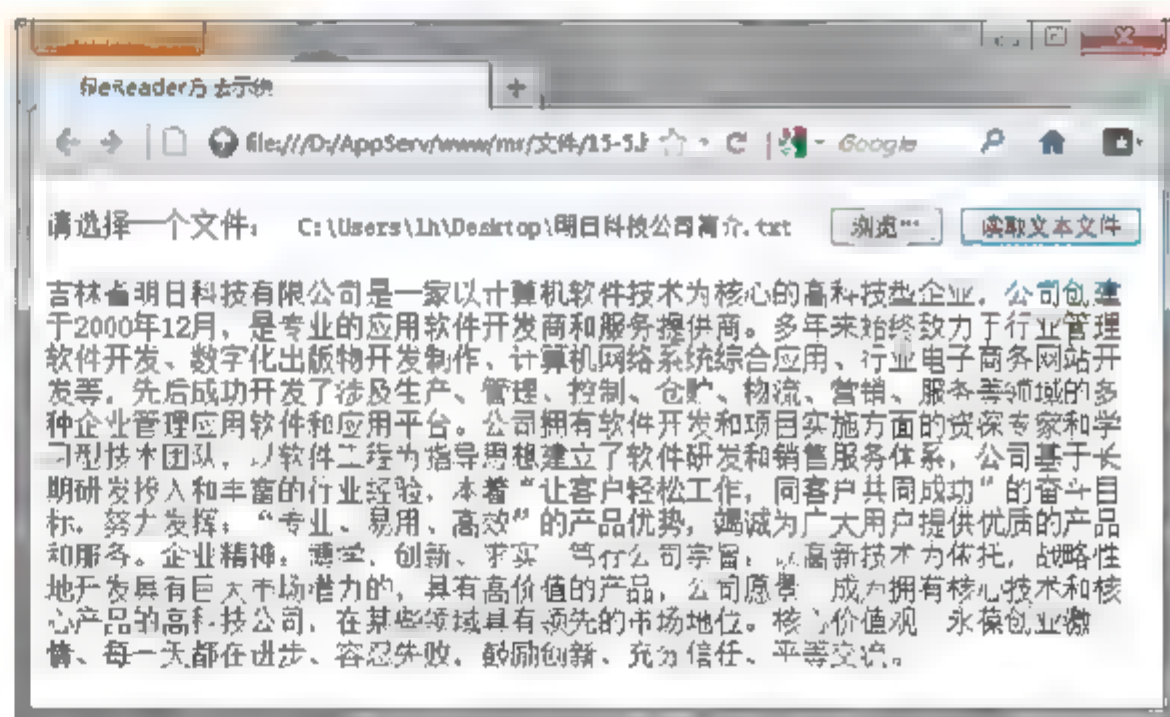 fileReader方法示例
file:///D:/AppServ/www/mr/文件/15-5.h
Google
请选择一个文件: C:\Users\lh\Desktop\明日科技公司简介.txt 浏览… 读取文本文件
吉林省明日科技有限公司是一家以计算机软件技术为核心的高科技型企业，公司创建
于2000年12月，是专业的应用软件开发商和服务提供商。多年来始终致力于行业管理
软件开发、数字化出版物开发制作、计算机网络系统综合应用、行业电子商务网站开
发等，先后成功开发了涉及生产、管理、控制、仓贮、物流、营销、服务等领域的多
种企业管理应用软件和应用平台。公司拥有软件开发和项目实施方面的资深专家和学
习型技术团队，以软件工程为指导思想建立了软件研发和销售服务体系，公司基于长
期研发投入和丰富的行业经验，本着“让客户轻松工作，同客户共同成功”的奋斗目
标，努力发挥：“专业、易用、高效”的产品优势，竭诚为广大用户提供优质的产品
和服务。企业精神：博学、创新、求实、笃行公司宗旨：以高新技术为依托，战略性
地开发具有巨大市场潜力的，具有高价值的产品，公司愿景 成为拥有核心技术和核
心产品的高科技公司，在某些领域具有领先的市场地位。核心价值观 永葆创业激
情、每一天都在进步、容忍失败，鼓励创新、充分信任、平等交流。